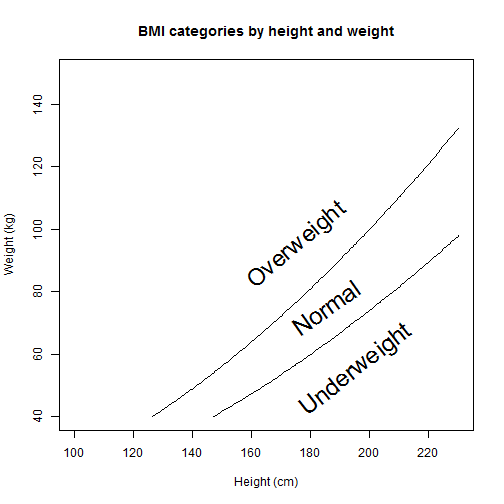 BMI categories by height and weight
Weight (kg)
140
120
100
80
60
40
Overweight
Normal
Underweight
100 120 140 160 180 200 220
Height (cm)